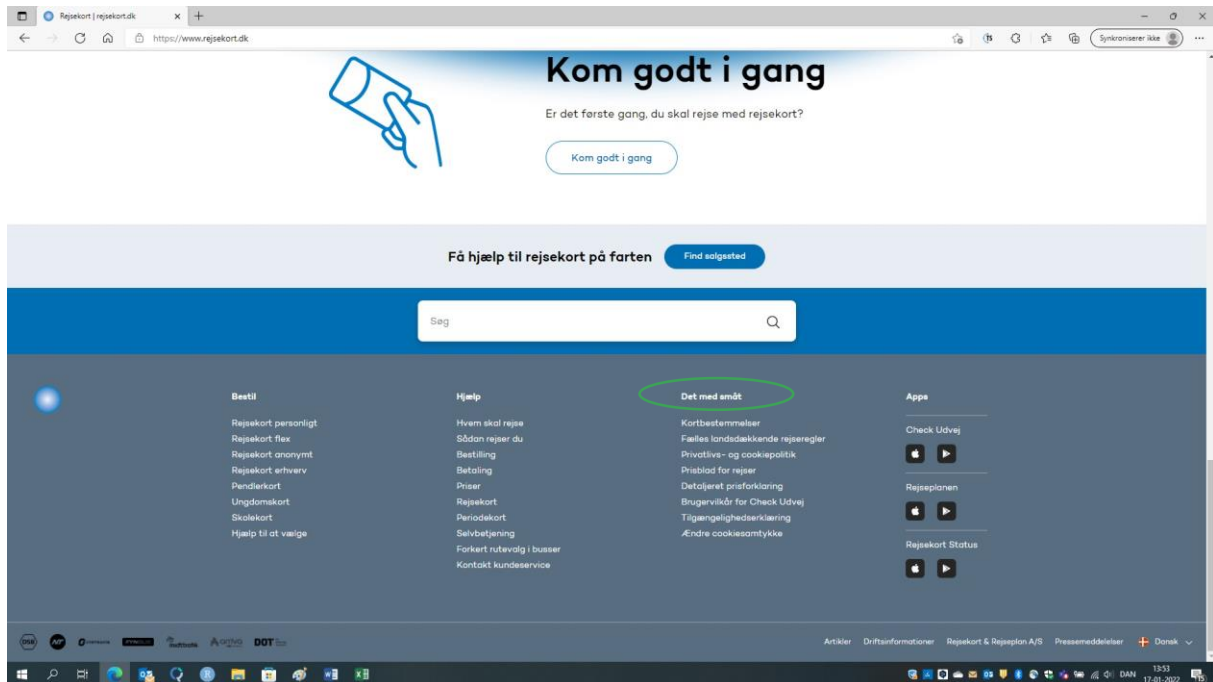 Rejsekort | rejsekort.dk
https://www.rejsekort.dk
Synkroniserer ikke
Kom godt i gang
Er det første gang, du skal rejse med rejsekort?
Kom godt i gang
Få hjælp til rejsekort på farten
Find salgssted
Søg
Bestil
Rejsekort personligt
Rejsekort flex
Rejsekort anonymt
Rejsekort erhverv
Pendlerkort
Ungdomskort
Skolekort
Hjælp til at vælge
Hjælp
Hvem skal rejse
Sådan rejser du
Bestilling
Betaling
Priser
Rejsekort
Periodekort
Selvbetjening
Forkert rutevalg i busser
Kontakt kundeservice
Det med småt
Kortbestemmelser
Fælles landsdækkende rejseregler
Privatlivs- og cookiepolitik
Prisblad for rejser
Detaljeret prisforklaring
Brugervilkår for Check Udvej
Tilgængelighedserklæring
Ændre cookiesamtykke
Apps
Check Udvej
Rejseplanen
Rejsekort Status
DSB
ARRIVA
DOT
Artikler Driftsinformationer Rejsekort & Rejseplan A/S Pressemeddelelser Dansk
DAN
13:53
17-01-2022